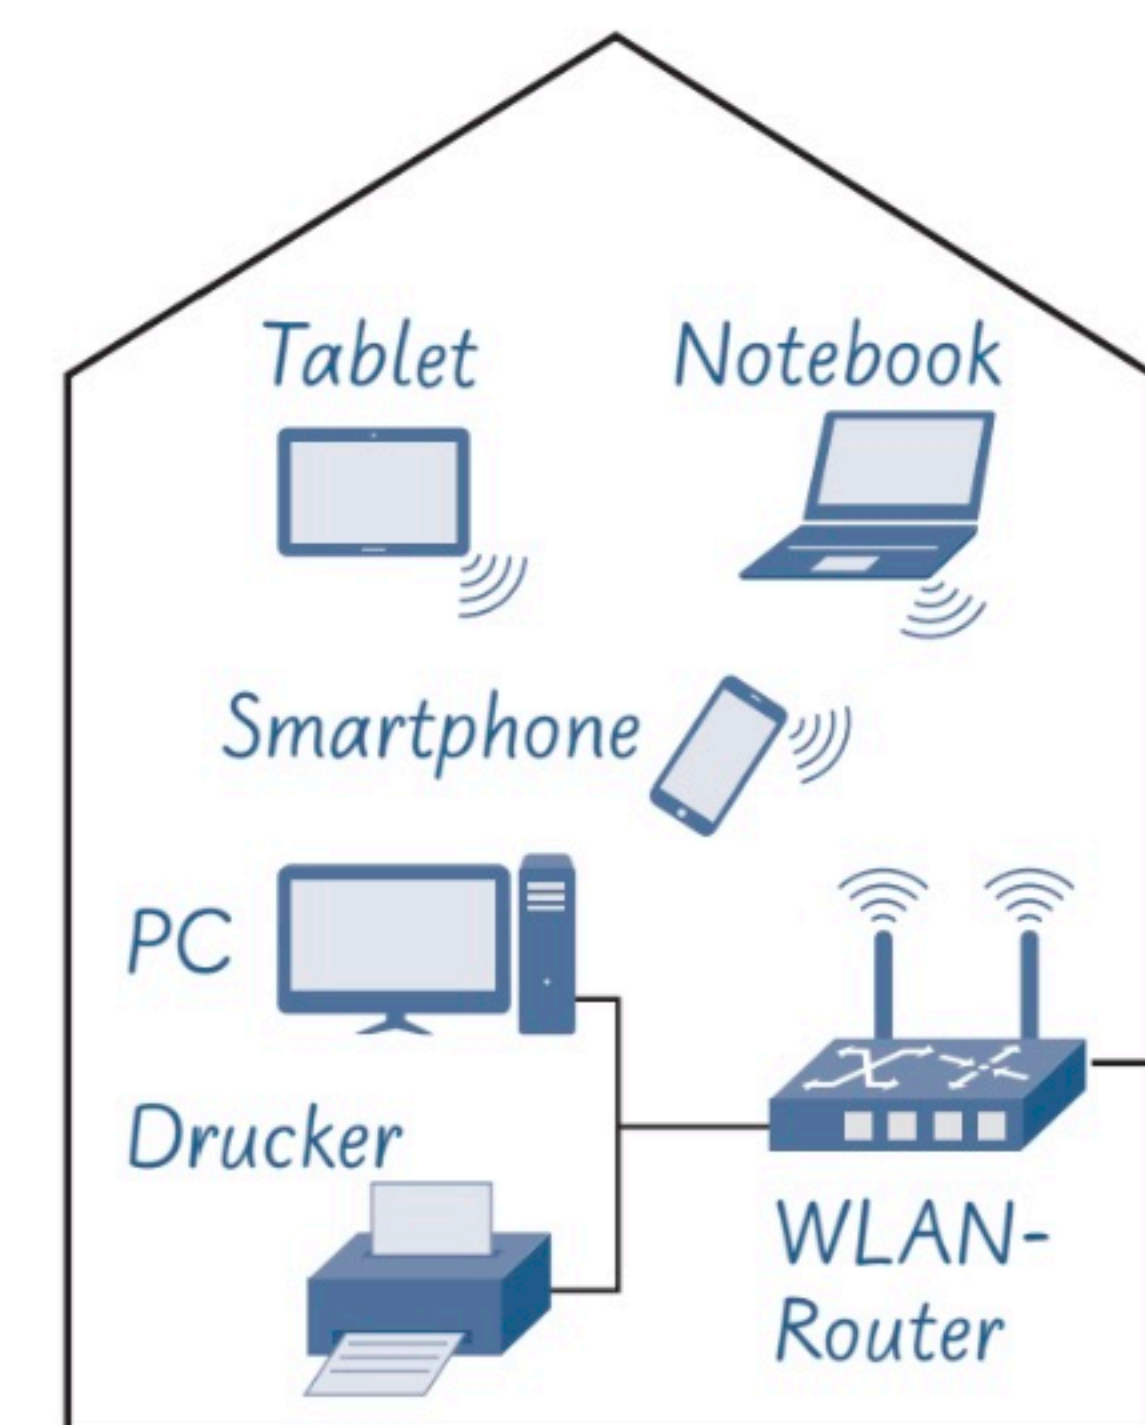 Tablet
Notebook
Smartphone
PC
Drucker
WLAN-
Router